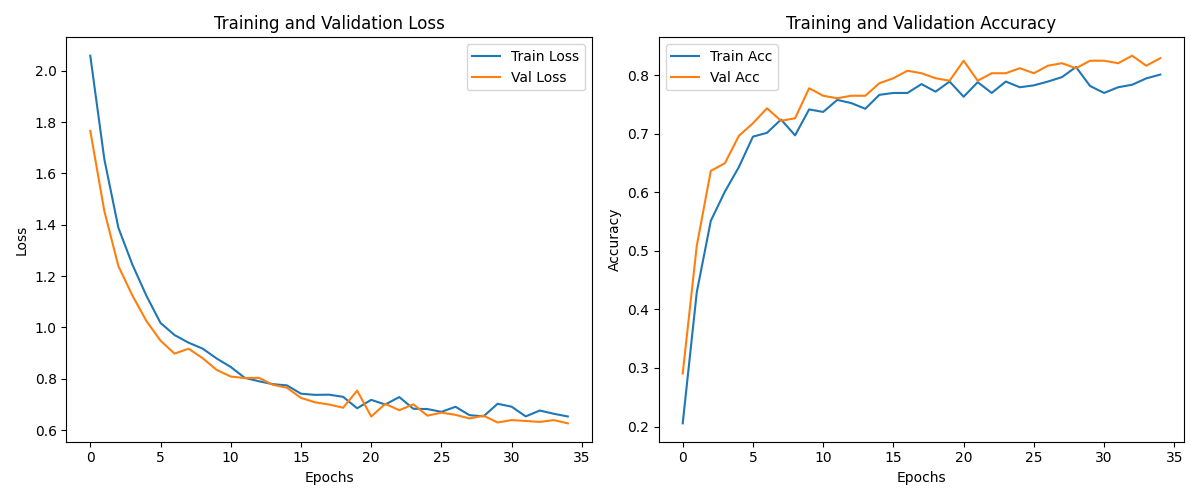 Training and Validation Loss
Train Loss
Val Loss
2.0
1.8
1.6
1.4
1.2
1.0
0.8
0.6
Loss
0 5 10 15 20 25 30 35
Epochs
Training and Validation Accuracy
Train Acc
Val Acc
0.8
0.7
0.6
0.5
0.4
0.3
0.2
Accuracy
0 5 10 15 20 25 30 35
Epochs